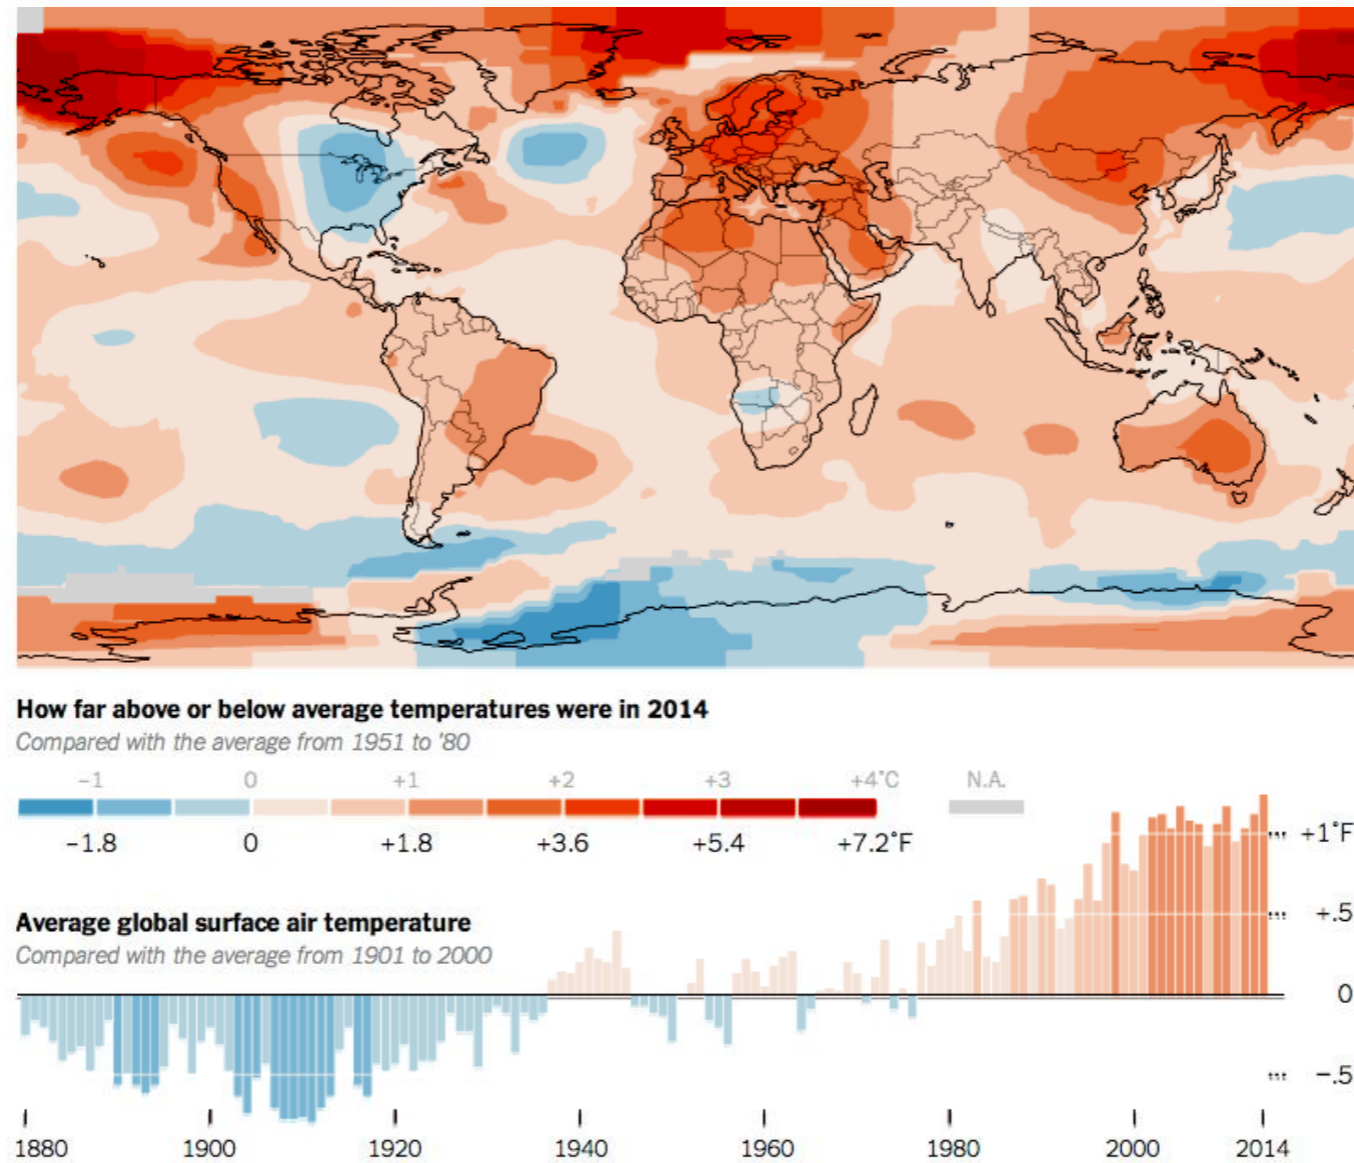 How far above or below average temperatures were in 2014
Compared with the average from 1951 to '80
−1 0 +1 +2 +3 +4°C N.A.
−1.8 0 +1.8 +3.6 +5.4 +7.2°F
+1°F
+.5
Average global surface air temperature
Compared with the average from 1901 to 2000
0
−.5
1880 1900 1920 1940 1960 1980 2000 2014